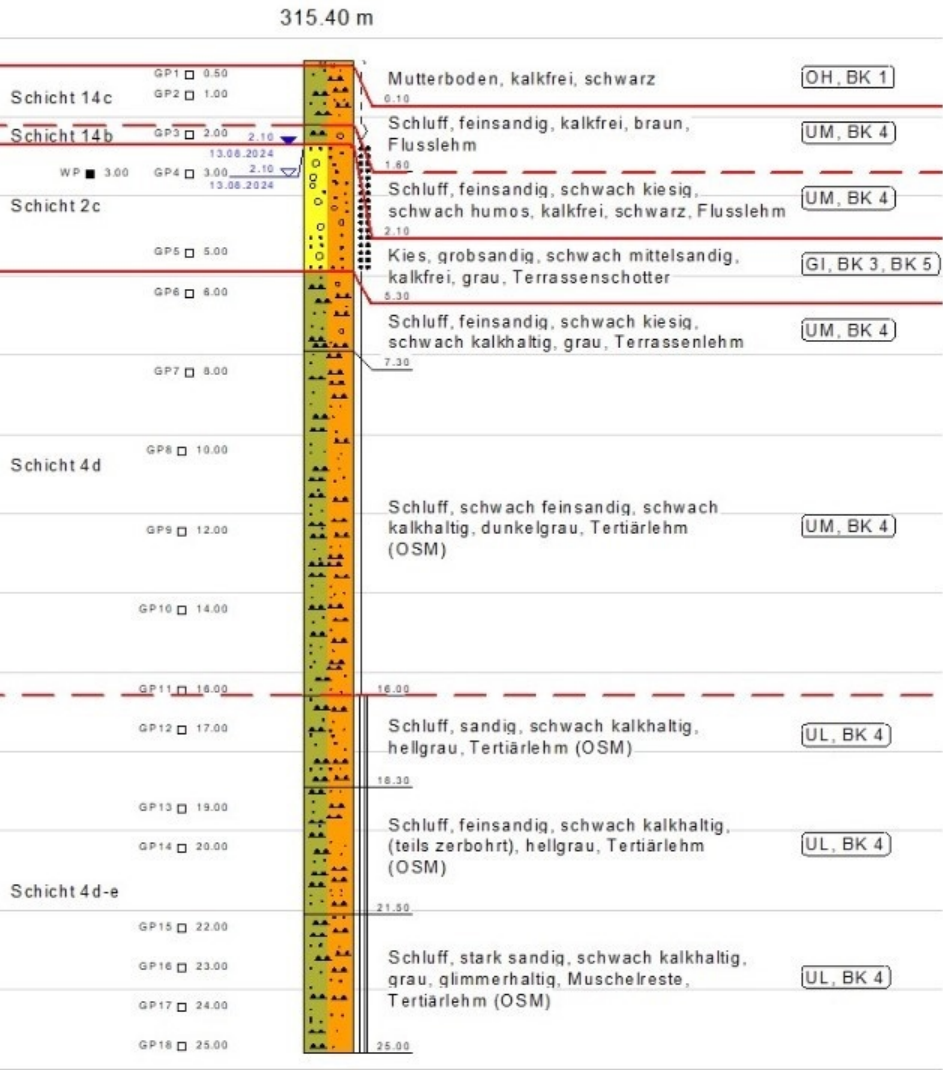 315.40 m
GP1 0.50
Mutterboden, kalkfrei, schwarz
OH, BK 1
Schicht 14c
GP2 1.00
0.10
Schluff, feinsandig, kalkfrei, braun,
Flusslehm
UM, BK 4
Schicht 14b
GP3 2.00
2.10
13.08.2024
1.60
WP 3.00
GP4 3.00
2.10
13.08.2024
Schluff, feinsandig, schwach kiesig,
schwach humos, kalkfrei, schwarz, Flusslehm
UM, BK 4
Schicht 2c
2.10
GP5 5.00
Kies, grobsandig, schwach mittelsandig,
kalkfrei, grau, Terrassenschotter
GI, BK 3, BK 5
GP6 6.00
5.30
Schluff, feinsandig, schwach kiesig,
schwach kalkhaltig, grau, Terrassenlehm
UM, BK 4
7.30
GP7 8.00
GP8 10.00
Schicht 4d
Schluff, schwach feinsandig, schwach
kalkhaltig, dunkelgrau, Tertiärlehm
(OSM)
UM, BK 4
GP9 12.00
GP10 14.00
GP11 16.00
16.00
GP12 17.00
Schluff, sandig, schwach kalkhaltig,
hellgrau, Tertiärlehm (OSM)
UL, BK 4
18.30
GP13 19.00
Schluff, feinsandig, schwach kalkhaltig,
(teils zerbohrt), hellgrau, Tertiärlehm
(OSM)
UL, BK 4
GP14 20.00
Schicht 4d-e
21.50
GP15 22.00
GP16 23.00
Schluff, stark sandig, schwach kalkhaltig,
grau, glimmerhaltig, Muschelreste,
Tertiärlehm (OSM)
UL, BK 4
GP17 24.00
GP18 25.00
25.00